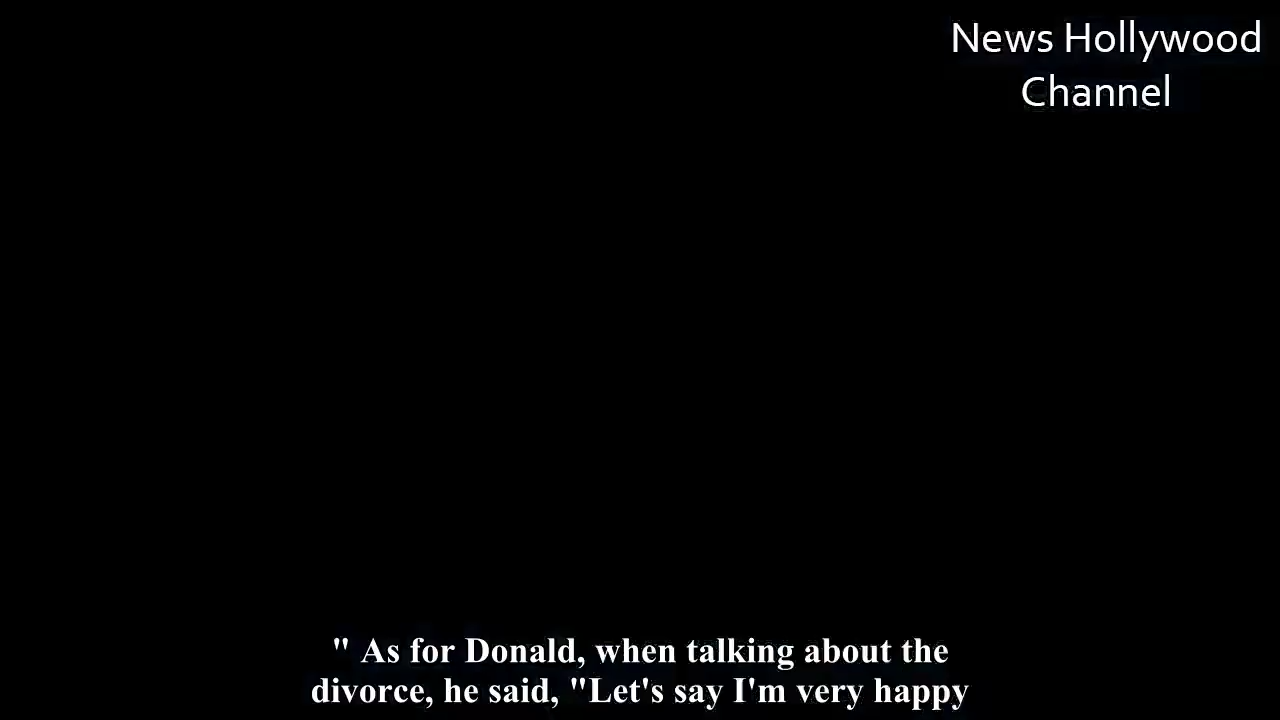 News Hollywood
Channel
" As for Donald, when talking about the
divorce, he said, "Let's say I'm very happy